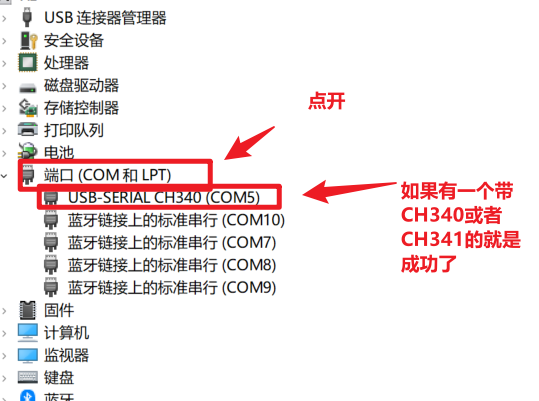 USB 连接器管理器
安全设备
处理器
磁盘驱动器
存储控制器
打印队列
电池
端口 (COM 和 LPT)
USB-SERIAL CH340 (COM5)
蓝牙链接上的标准串行 (COM10)
蓝牙链接上的标准串行 (COM7)
蓝牙链接上的标准串行 (COM8)
蓝牙链接上的标准串行 (COM9)
固件
计算机
监视器
键盘
蓝牙
点开
如果有一个带
CH340或者
CH341的就是
成功了